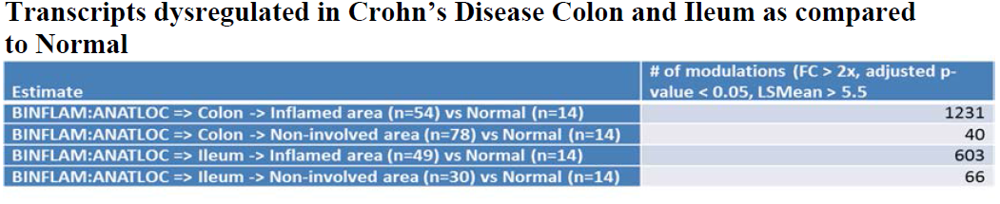 Transcripts dysregulated in Crohn’s Disease Colon and Ileum as compared
to Normal
Estimate
# of modulations (FC > 2x, adjusted p-
value < 0.05, LSMean > 5.5
BINFLAM:ANATLOC => Colon -> Inflamed area (n=54) vs Normal (n=14) 1231
BINFLAM:ANATLOC => Colon -> Non-involved area (n=78) vs Normal (n=14) 40
BINFLAM:ANATLOC => Ileum -> Inflamed area (n=49) vs Normal (n=14) 603
BINFLAM:ANATLOC => Ileum -> Non-involved area (n=30) vs Normal (n=14) 66